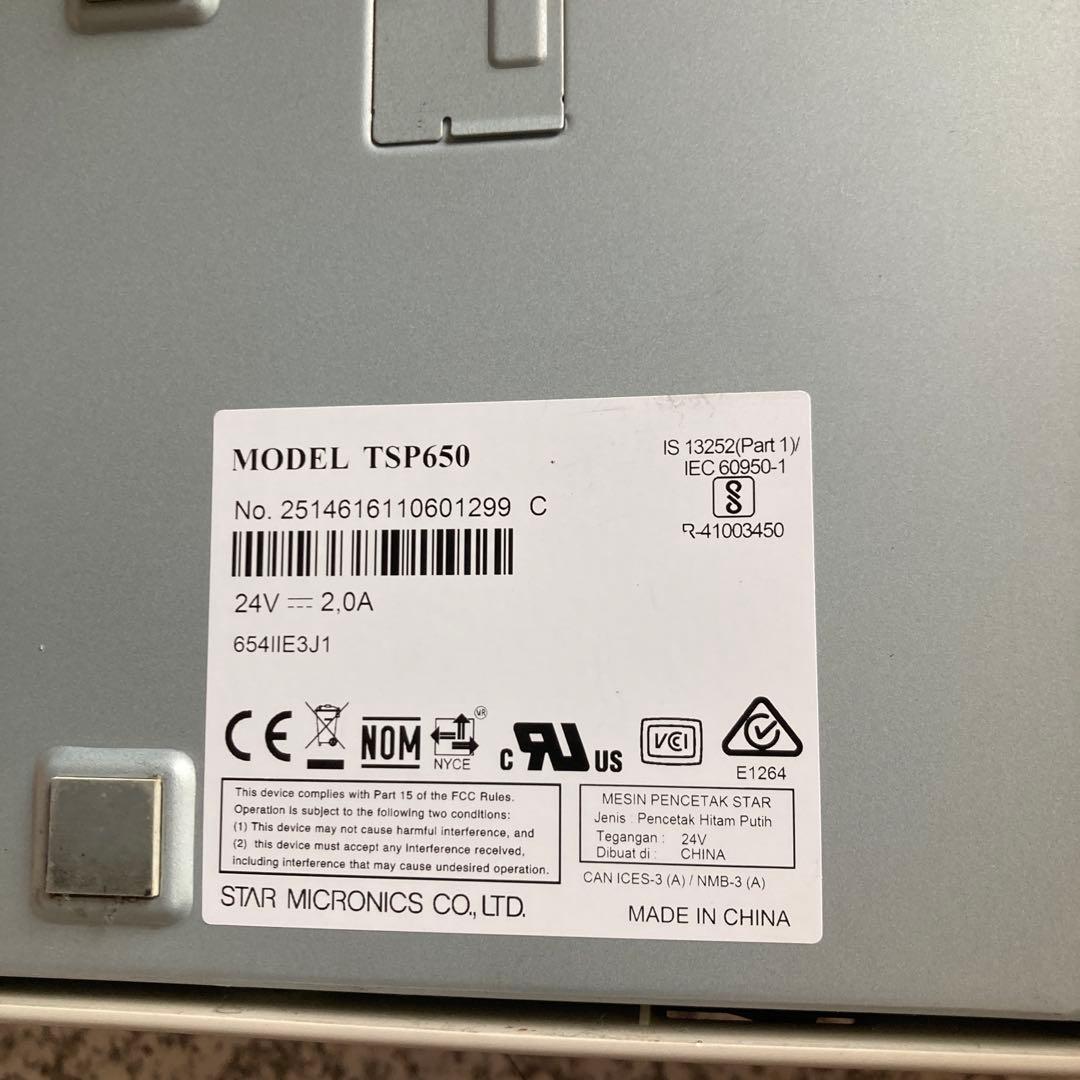 MODEL TSP650
No. 2514616110601299 C
24V 2,0A
654IIE3J1
IS 13252(Part 1)/
IEC 60950-1
R-41003450
CE
NOM
WR
NYCE
c RU US
VCI
E1264
This device complies with Part 15 of the FCC Rules.
Operation is subject to the following two conditions:
(1) This device may not cause harmful interference, and
(2) this device must accept any interference received,
including interference that may cause undesired operation.
MESIN PENCETAK STAR
Jenis : Pencetak Hitam Putih
Tegangan : 24V
Dibuat di : CHINA
CAN ICES-3 (A) / NMB-3 (A)
STAR MICRONICS CO., LTD.
MADE IN CHINA